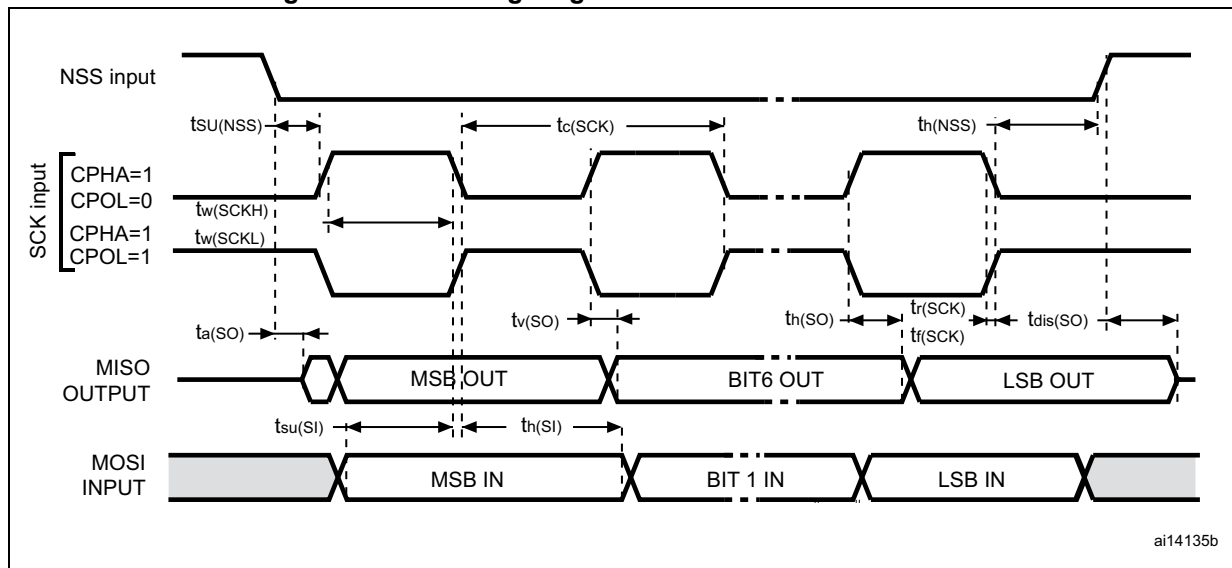 NSS input
tSU(NSS)
tc(SCK)
th(NSS)
SCK input
CPHA=1
CPOL=0
tw(SCKH)
CPHA=1
tw(SCKL)
CPOL=1
ta(SO)
tv(SO)
th(SO)
tr(SCK)
tf(SCK)
tdis(SO)
MISO
OUTPUT
MSB OUT
BIT6 OUT
LSB OUT
tsu(SI)
th(SI)
MOSI
INPUT
MSB IN
BIT 1 IN
LSB IN
ai14135b